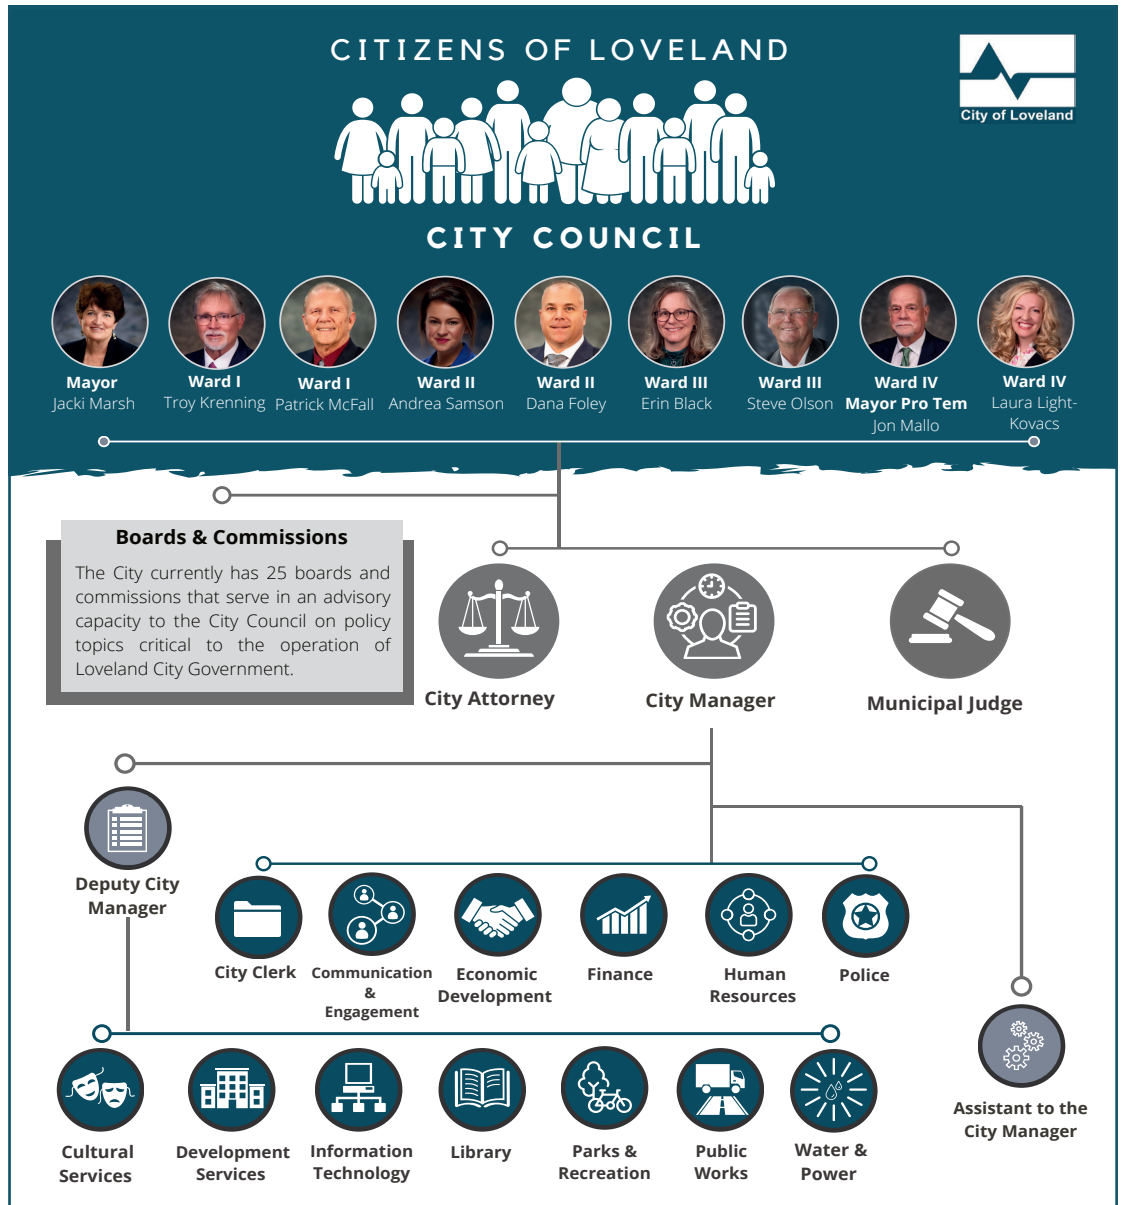 CITIZENS OF LOVELAND
City of Loveland
CITY COUNCIL
Mayor
Jacki Marsh
Ward I
Troy Krenning
Ward I
Patrick McFall
Ward II
Andrea Samson
Ward II
Dana Foley
Ward III
Erin Black
Ward III
Steve Olson
Ward IV
Mayor Pro Tem
Jon Mallo
Ward IV
Laura Light-
Kovacs
Boards & Commissions
The City currently has 25 boards and
commissions that serve in an advisory
capacity to the City Council on policy
topics critical to the operation of
Loveland City Government.
City Attorney
City Manager
Municipal Judge
Deputy City
Manager
City Clerk
Communication
&
Engagement
Economic
Development
Finance
Human
Resources
Police
Assistant to the
City Manager
Cultural
Services
Development
Services
Information
Technology
Library
Parks &
Recreation
Public
Works
Water &
Power